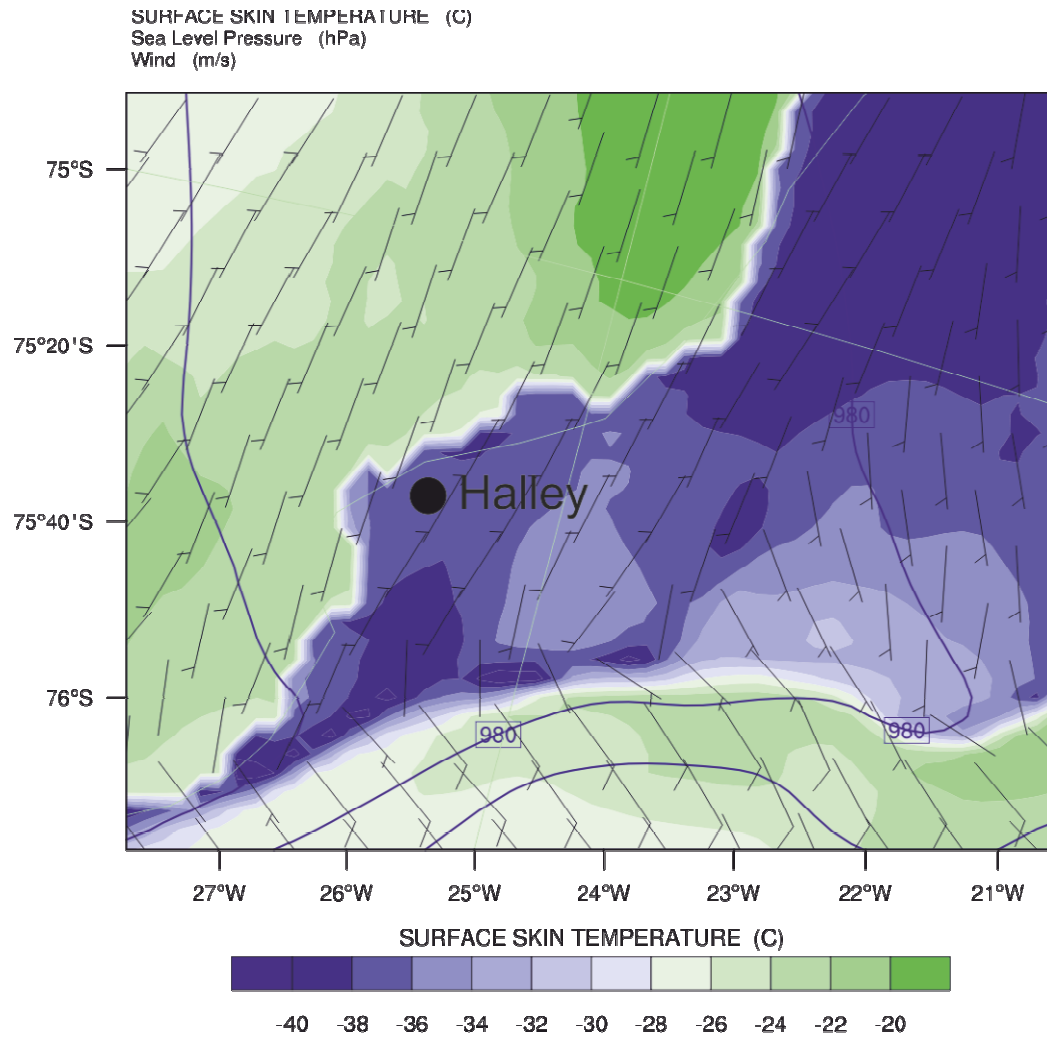 SURFACE SKIN TEMPERATURE (C)
Sea Level Pressure (hPa)
Wind (m/s)
75°S
75°20'S
980
Halley
75°40'S
76°S
980
980
27°W 26°W 25°W 24°W 23°W 22°W 21°W
SURFACE SKIN TEMPERATURE (C)
-40 -38 -36 -34 -32 -30 -28 -26 -24 -22 -20